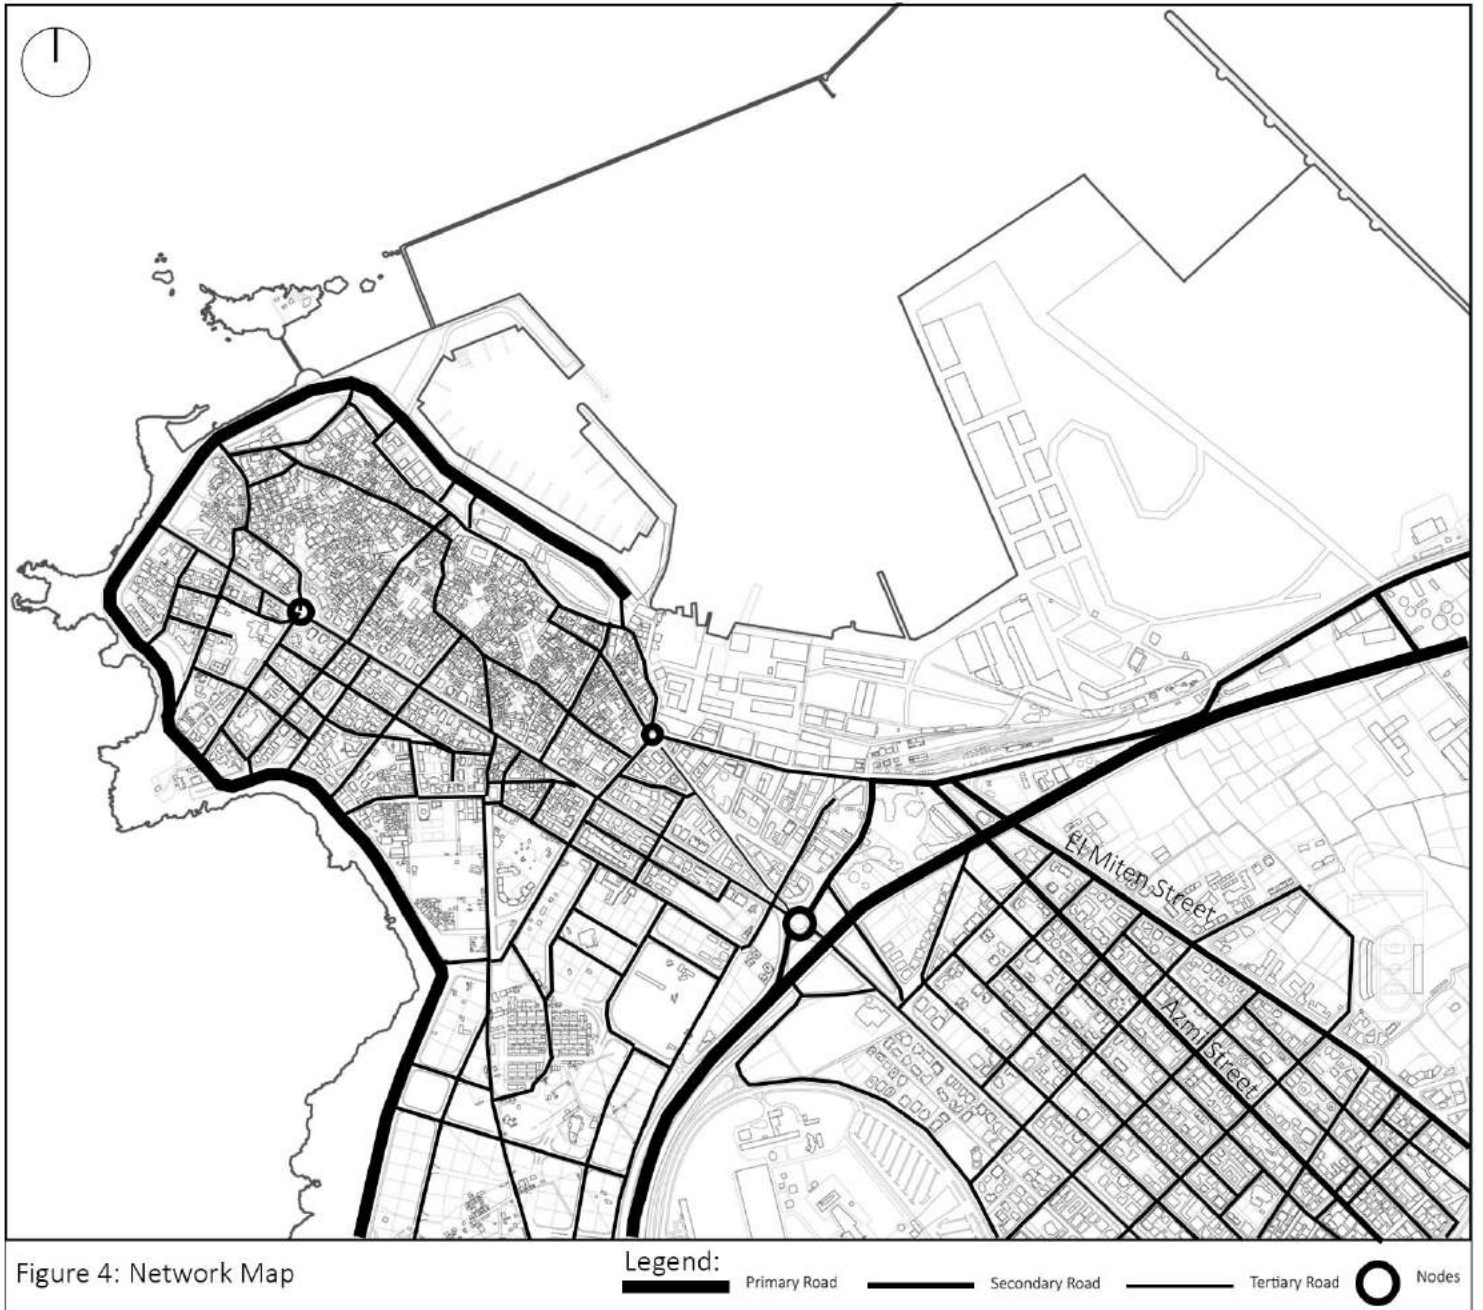 El Miten Street
Azmi Street
Figure 4: Network Map
Legend:
Primary Road
Secondary Road
Tertiary Road
Nodes